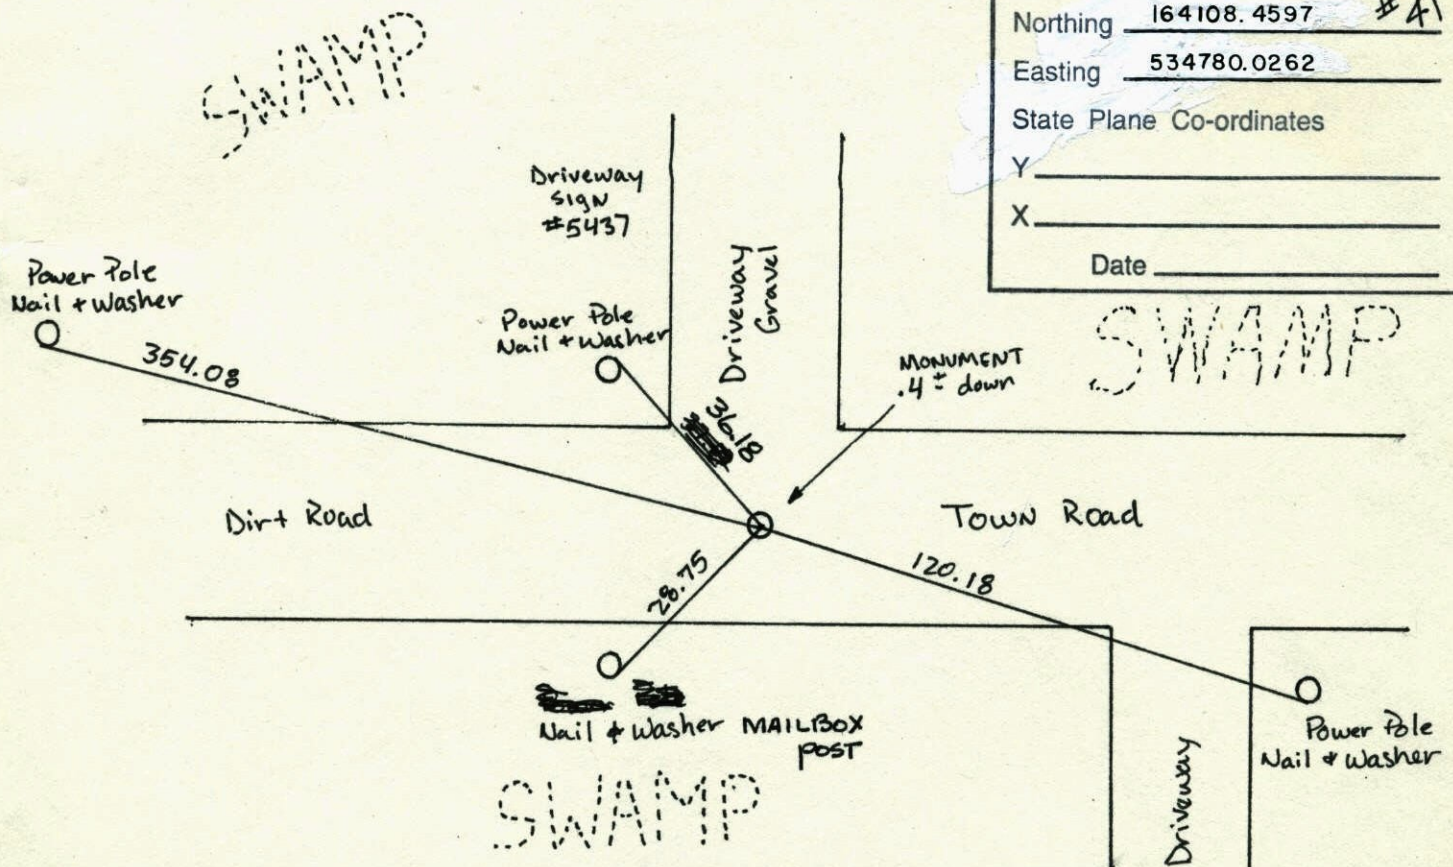 Northing 164108.4597
#41
Easting 534780.0262
State Plane Co-ordinates
Y
X
Date
SWAMP
Driveway
Sign
#5437
Driveway
Gravel
Power Pole
Nail + Washer
354.08
Power Pole
Nail + Washer
36.18
MONUMENT
.4± down
SWAMP
Dirt Road
TOWN Road
28.75
120.18
Nail & Washer MAILBOX
POST
Power Pole
Nail & Washer
SWAMP
Driveway